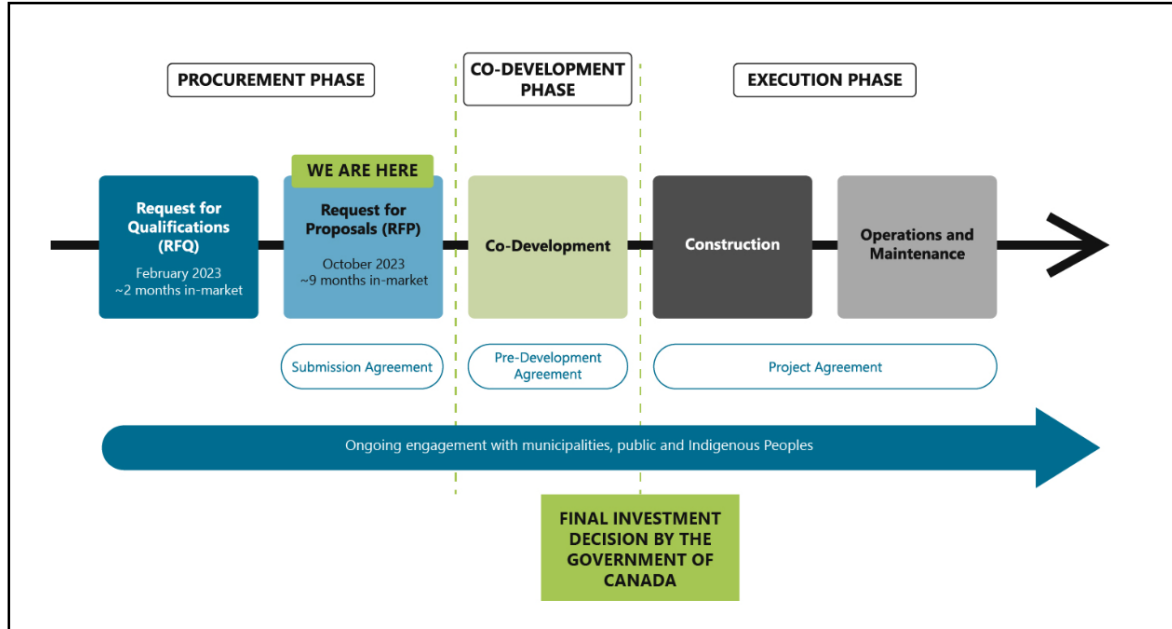 PROCUREMENT PHASE
CO-DEVELOPMENT
PHASE
EXECUTION PHASE
WE ARE HERE
Request for
Qualifications
(RFQ)
February 2023
~2 months in-market
Request for
Proposals (RFP)
October 2023
~9 months in-market
Co-Development
Construction
Operations and
Maintenance
Submission Agreement
Pre-Development
Agreement
Project Agreement
Ongoing engagement with municipalities, public and Indigenous Peoples
FINAL INVESTMENT
DECISION BY THE
GOVERNMENT OF
CANADA